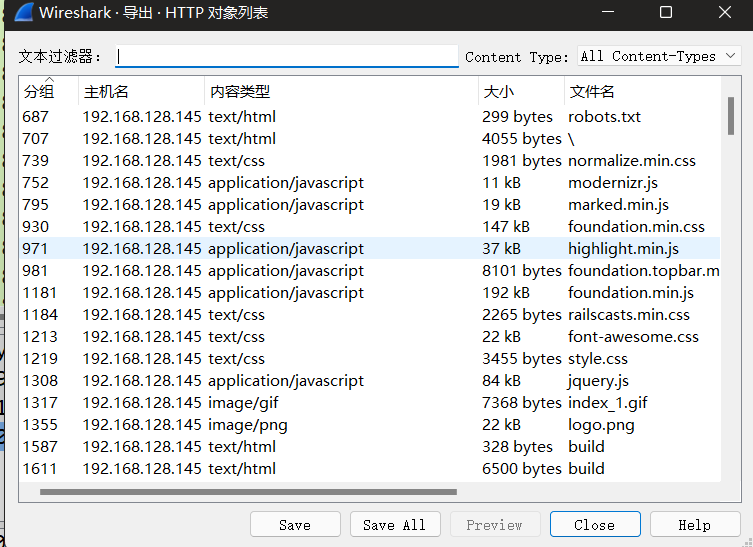 Wireshark · 导出 · HTTP 对象列表
文本过滤器: Content Type: All Content-Types
分组 主机名 内容类型 大小 文件名
687 192.168.128.145 text/html 299 bytes robots.txt
707 192.168.128.145 text/html 4055 bytes \
739 192.168.128.145 text/css 1981 bytes normalize.min.css
752 192.168.128.145 application/javascript 11 kB modernizr.js
795 192.168.128.145 application/javascript 19 kB marked.min.js
930 192.168.128.145 text/css 147 kB foundation.min.css
971 192.168.128.145 application/javascript 37 kB highlight.min.js
981 192.168.128.145 application/javascript 8101 bytes foundation.topbar.m
1181 192.168.128.145 application/javascript 192 kB foundation.min.js
1184 192.168.128.145 text/css 2265 bytes railscasts.min.css
1213 192.168.128.145 text/css 22 kB font-awesome.css
1219 192.168.128.145 text/css 3455 bytes style.css
1308 192.168.128.145 application/javascript 84 kB jquery.js
1317 192.168.128.145 image/gif 7368 bytes index_1.gif
1355 192.168.128.145 image/png 22 kB logo.png
1587 192.168.128.145 text/html 328 bytes build
1611 192.168.128.145 text/html 6500 bytes build
Save Save All Preview Close Help